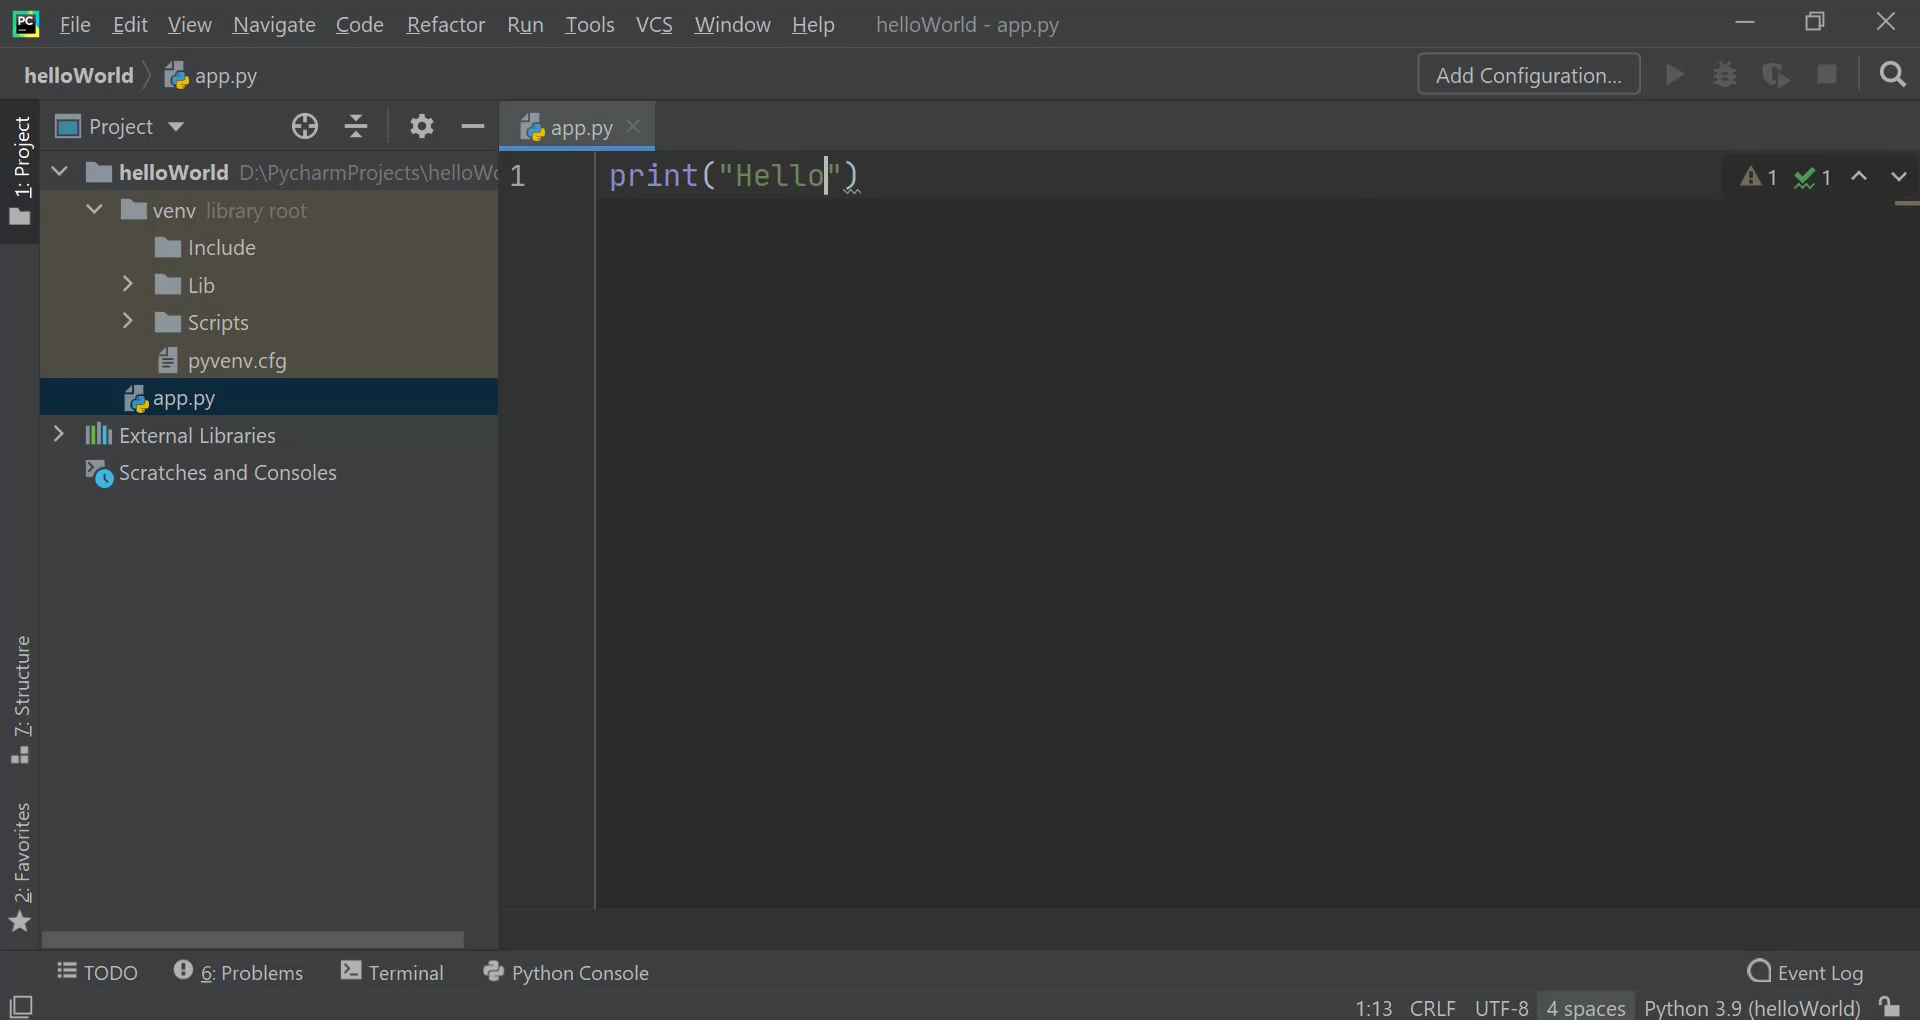 PC
File Edit View Navigate Code Refactor Run Tools VCS Window Help helloWorld - app.py
helloWorld app.py
Add Configuration...
1: Project
Project
app.py
helloWorld D:\PycharmProjects\helloWo
1 print("Hello")
1 1
venv library root
Include
Lib
Scripts
pyvenv.cfg
app.py
External Libraries
Scratches and Consoles
7: Structure
2: Favorites
TODO 6: Problems Terminal Python Console Event Log
1:13 CRLF UTF-8 4 spaces Python 3.9 (helloWorld)